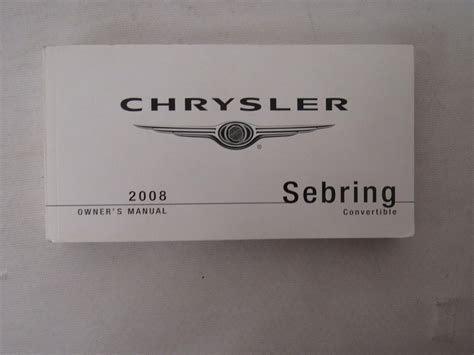 CHRYSLER
®
2008
OWNER'S MANUAL
Sebring
Convertible